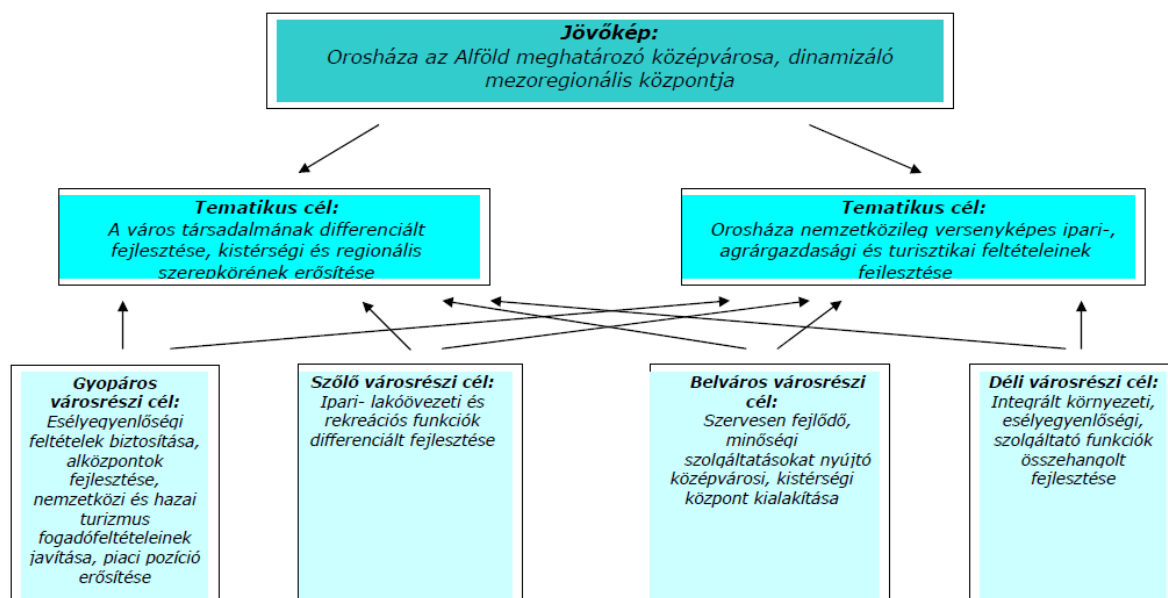 Jövőkép:
Orosháza az Alföld meghatározó középvárosa, dinamizáló
mezoregionális központja
Tematikus cél:
A város társadalmának differenciált
fejlesztése, kistérségi és regionális
szerepkörének erősítése
Tematikus cél:
Orosháza nemzetközileg versenyképes ipari-,
agrárgazdasági és turisztikai feltételeinek
fejlesztése
Gyopáros
városrészi cél:
Esélyegyenlőségi
feltételek biztosítása,
alközpontok
fejlesztése,
nemzetközi és hazai
turizmus
fogadófeltételeinek
javítása, piaci pozíció
erősítése
Szőlő városrészi cél:
Ipari- lakóövezeti és
rekreációs funkciók
differenciált fejlesztése
Belváros városrészi
cél:
Szervesen fejlődő,
minőségi
szolgáltatásokat nyújtó
középvárosi, kistérségi
központ kialakítása
Déli városrészi cél:
Integrált környezeti,
esélyegyenlőségi,
szolgáltató funkciók
összehangolt
fejlesztése